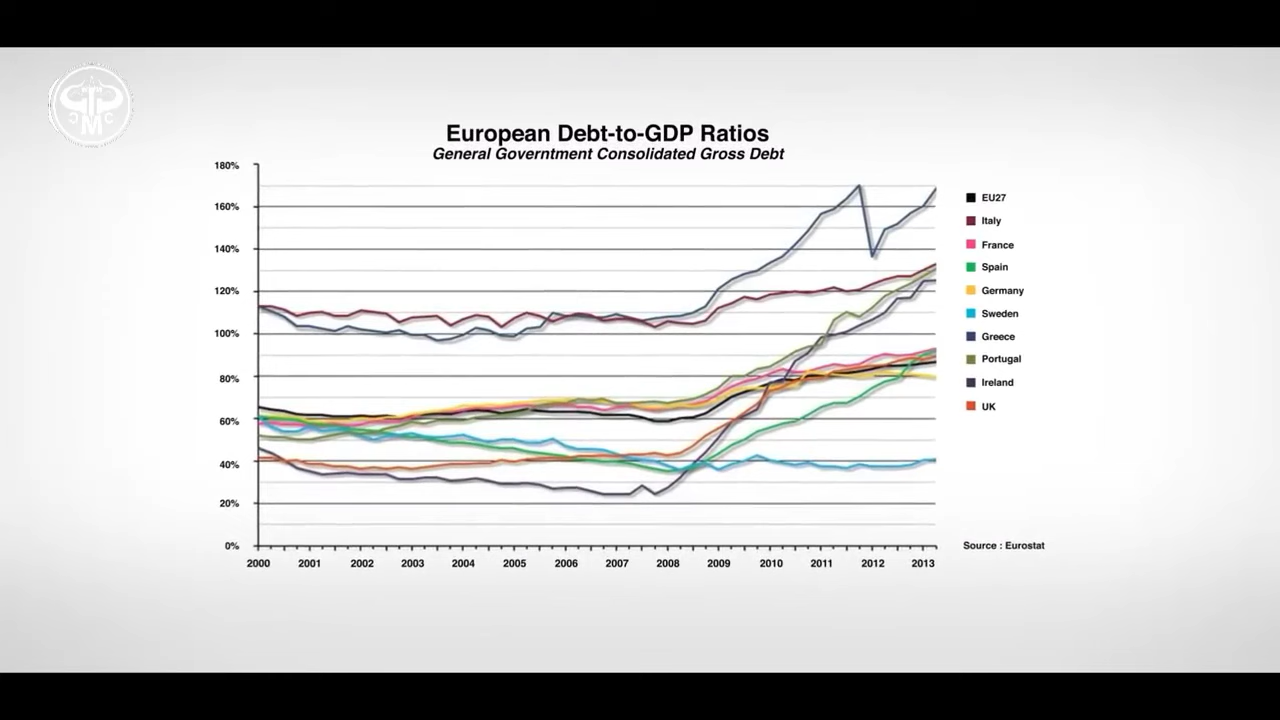 European Debt-to-GDP Ratios
General Governtment Consolidated Gross Debt
180%
160%
140%
120%
100%
80%
60%
40%
20%
0%
2000 2001 2002 2003 2004 2005 2006 2007 2008 2009 2010 2011 2012 2013
EU27
Italy
France
Spain
Germany
Sweden
Greece
Portugal
Ireland
UK
Source : Eurostat